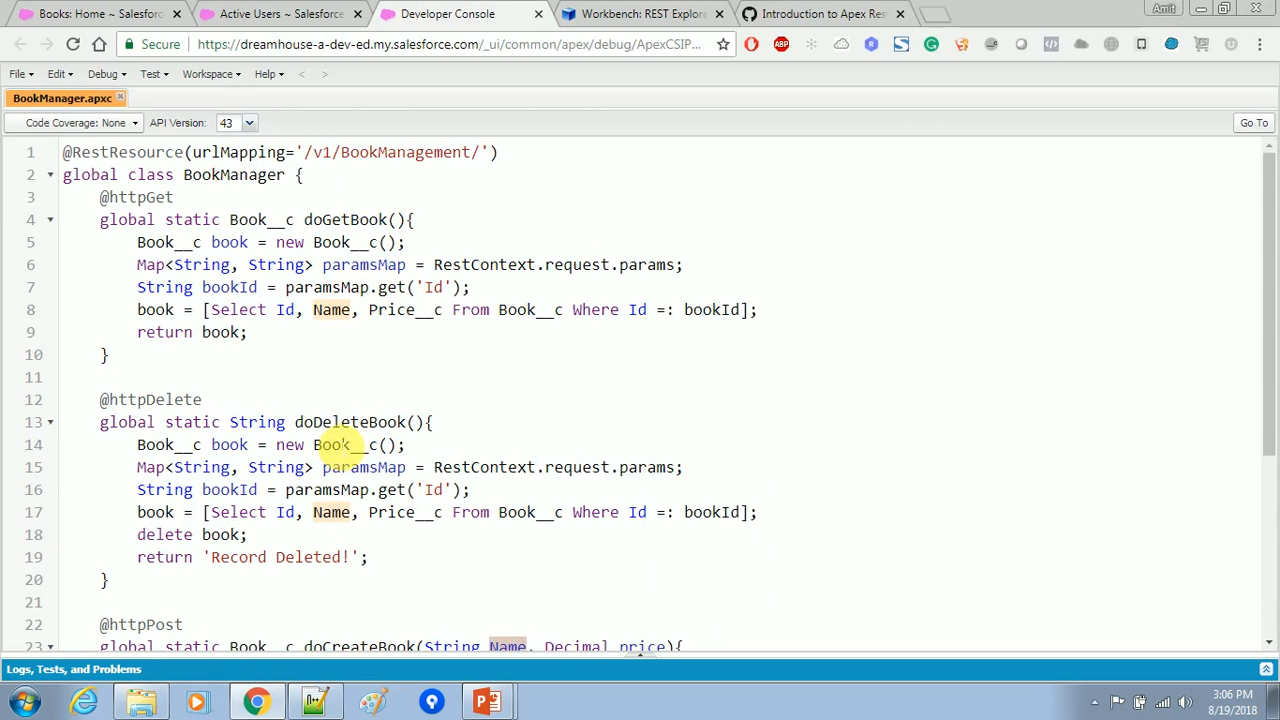 Books: Home ~ Salesforc
Active Users ~ Salesforce
Developer Console
Workbench: REST Explore
Introduction to Apex Res
Amit
Secure
https://dreamhouse-a-dev-ed.my.salesforce.com/_ui/common/apex/debug/ApexCSIP...
ABP
File
Edit
Debug
Test
Workspace
Help
<
>
BookManager.apxc
Code Coverage: None
API Version:
43
Go To
1 @RestResource(urlMapping='/v1/BookManagement/')
2 global class BookManager {
3 @httpGet
4 global static Book__c doGetBook(){
5 Book__c book = new Book__c();
6 Map<String, String> paramsMap = RestContext.request.params;
7 String bookId = paramsMap.get('Id');
8 book = [Select Id, Name, Price__c From Book__c Where Id =: bookId];
9 return book;
10 }
11
12 @httpDelete
13 global static String doDeleteBook(){
14 Book__c book = new Book__c();
15 Map<String, String> paramsMap = RestContext.request.params;
16 String bookId = paramsMap.get('Id');
17 book = [Select Id, Name, Price__c From Book__c Where Id =: bookId];
18 delete book;
19 return 'Record Deleted!';
20 }
21
22 @httpPost
23 global static Book__c doCreateBook(String Name, Decimal price){
Logs, Tests, and Problems
3:06 PM
8/19/2018